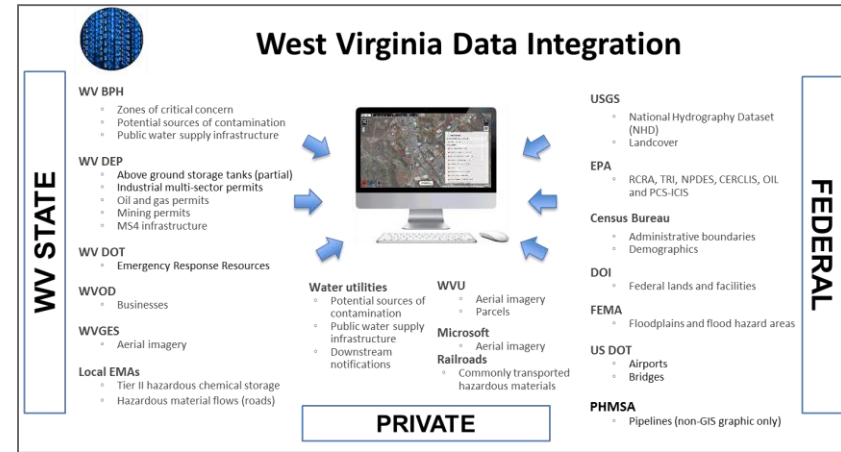 West Virginia Data Integration
WV STATE
WV BPH
▫ Zones of critical concern
▫ Potential sources of contamination
▫ Public water supply infrastructure
WV DEP
▫ Above ground storage tanks (partial)
▫ Industrial multi-sector permits
▫ Oil and gas permits
▫ Mining permits
▫ MS4 infrastructure
WV DOT
▫ Emergency Response Resources
WVOD
▫ Businesses
WVGES
▫ Aerial imagery
Local EMAs
▫ Tier II hazardous chemical storage
▫ Hazardous material flows (roads)
Water utilities
▫ Potential sources of
contamination
▫ Public water supply
infrastructure
▫ Downstream
notifications
WVU
▫ Aerial imagery
▫ Parcels
Microsoft
▫ Aerial imagery
Railroads
▫ Commonly transported
hazardous materials
PRIVATE
USGS
▫ National Hydrography Dataset
(NHD)
▫ Landcover
EPA
▫ RCRA, TRI, NPDES, CERCLIS, OIL
and PCS-ICIS
Census Bureau
▫ Administrative boundaries
▫ Demographics
DOI
▫ Federal lands and facilities
FEMA
▫ Floodplains and flood hazard areas
US DOT
▫ Airports
▫ Bridges
PHMSA
▫ Pipelines (non-GIS graphic only)
FEDERAL